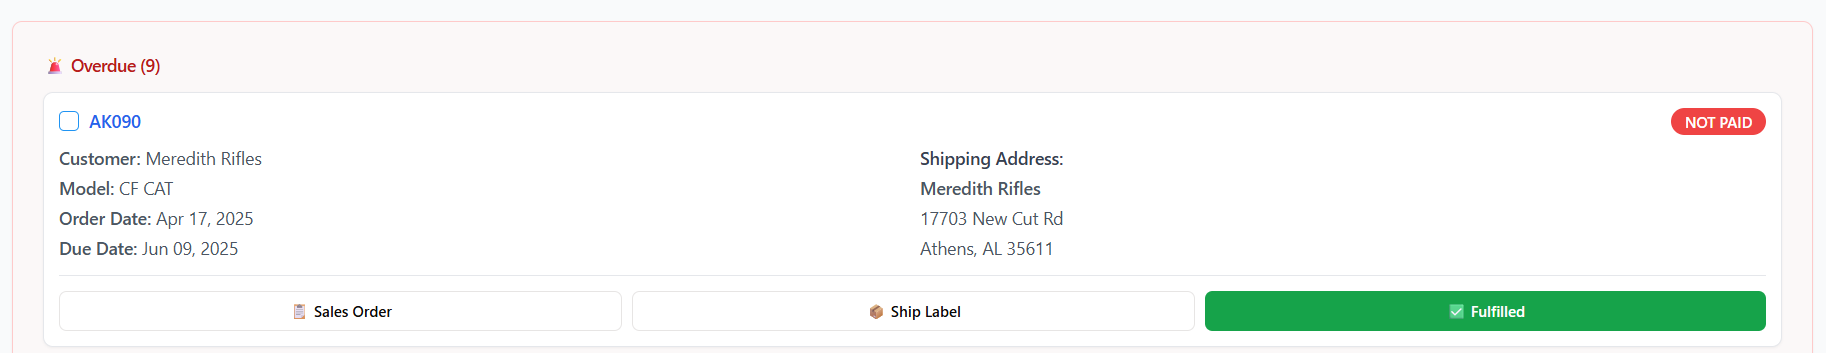 Overdue (9)
AK090
NOT PAID
Customer: Meredith Rifles
Model: CF CAT
Order Date: Apr 17, 2025
Due Date: Jun 09, 2025
Shipping Address:
Meredith Rifles
17703 New Cut Rd
Athens, AL 35611
Sales Order
Ship Label
Fulfilled